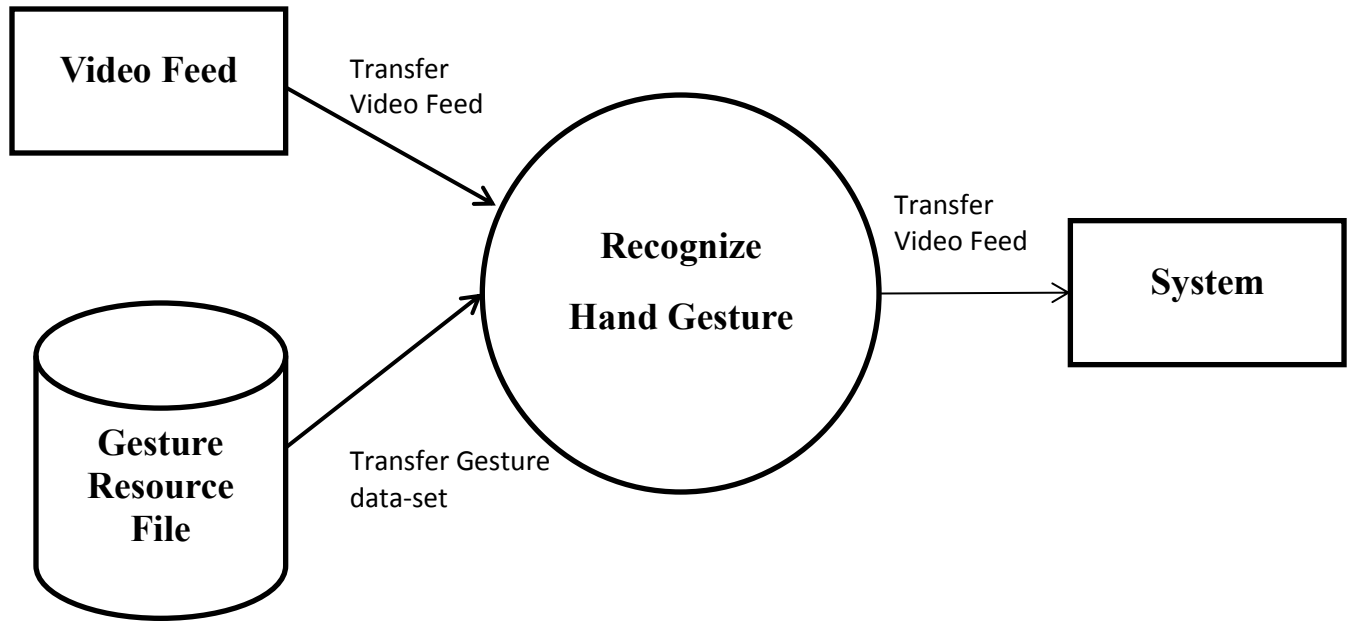 Video Feed
Transfer
Video Feed
Recognize
Hand Gesture
Transfer
Video Feed
System
Gesture
Resource
File
Transfer Gesture
data-set